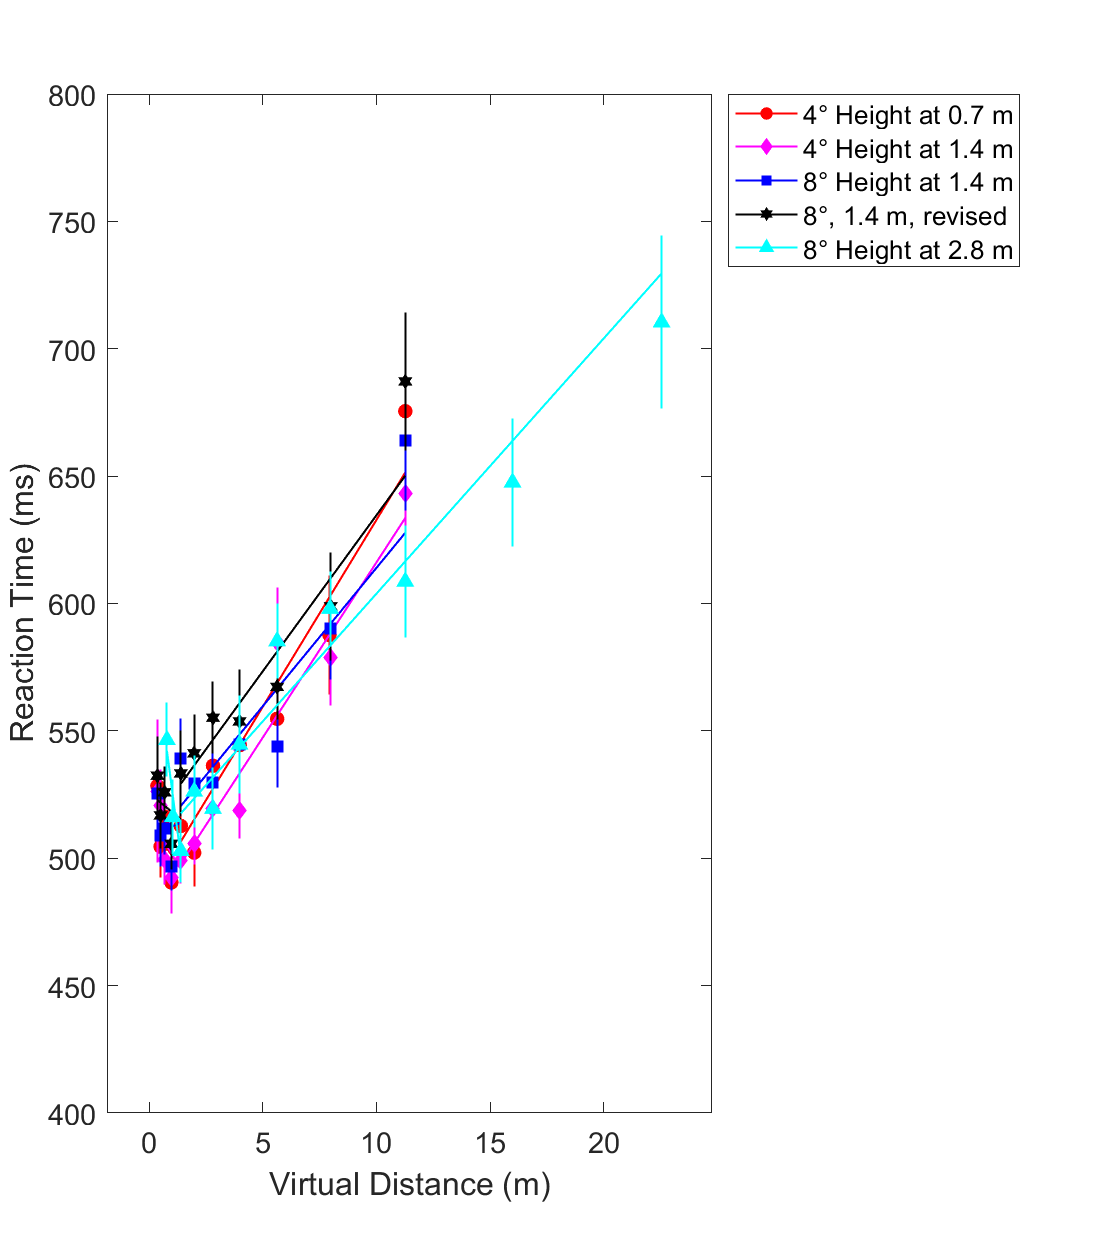 800
750
700
650
600
550
500
450
400
0 5 10 15 20
Virtual Distance (m)
Reaction Time (ms)
4° Height at 0.7 m
4° Height at 1.4 m
8° Height at 1.4 m
8°, 1.4 m, revised
8° Height at 2.8 m